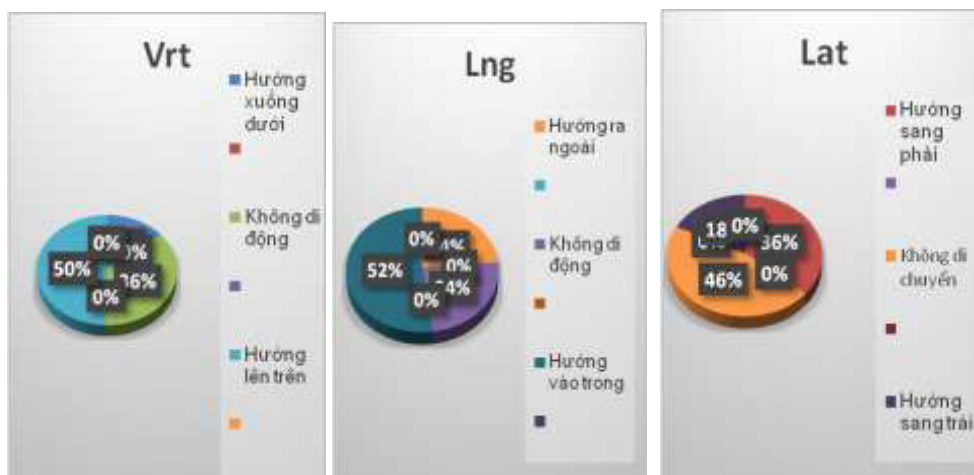 Vrt
Hướng
xuống
dưới
Không di
động
Hướng
lên trên
0%
50%
36%
0%
Lng
Hướng ra
ngoài
Không di
động
Hướng
vào trong
0%
0%
52%
0%
Lat
Hướng
sang
phải
Không di
chuyển
Hướng
sang trái
18
0%
36%
46%
0%